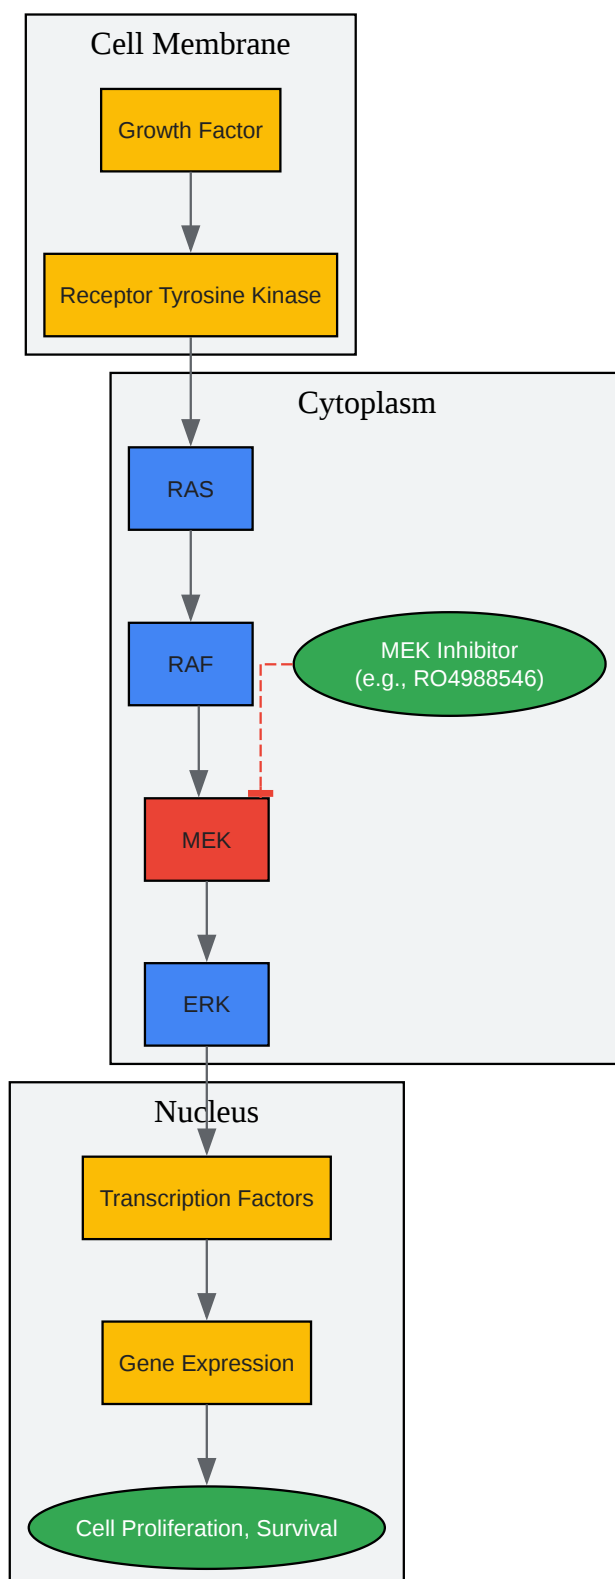 Cell Membrane
Growth Factor
Receptor Tyrosine Kinase
Cytoplasm
RAS
RAF
MEK Inhibitor
(e.g., RO4988546)
MEK
ERK
Nucleus
Transcription Factors
Gene Expression
Cell Proliferation, Survival